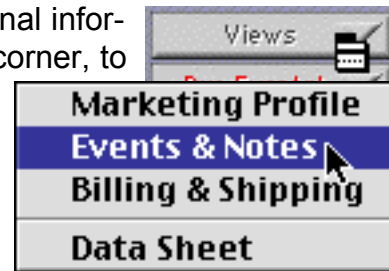 nal infor-
corner, to
Views
Marketing Profile
Events & Notes
Billing & Shipping
Data Sheet